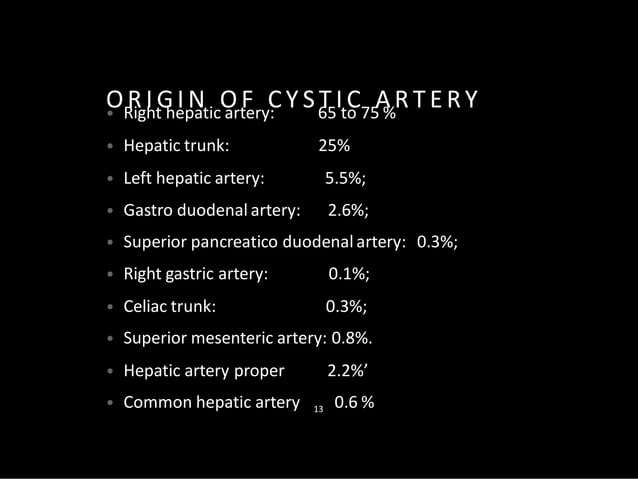 ORIGIN OF CYSTIC ARTERY
• Right hepatic artery: 65 to 75 %
• Hepatic trunk: 25%
• Left hepatic artery: 5.5%;
• Gastro duodenal artery: 2.6%;
• Superior pancreatico duodenal artery: 0.3%;
• Right gastric artery: 0.1%;
• Celiac trunk: 0.3%;
• Superior mesenteric artery: 0.8%.
• Hepatic artery proper 2.2%’
• Common hepatic artery 13 0.6 %